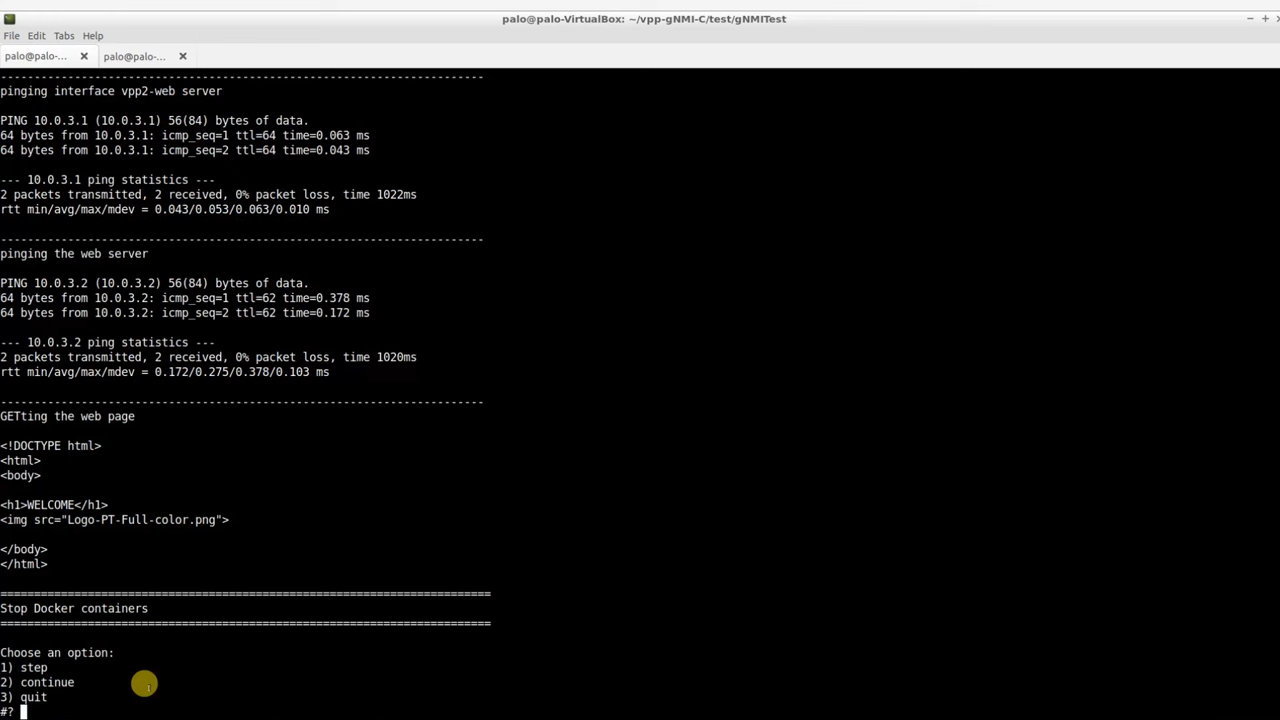 palo@palo-VirtualBox: ~/vpp-gNMI-C/test/gNMITest
File Edit Tabs Help
palo@palo-... palo@palo-...
--------------------------------------------------------------------------------
pinging interface vpp2-web server
PING 10.0.3.1 (10.0.3.1) 56(84) bytes of data.
64 bytes from 10.0.3.1: icmp_seq=1 ttl=64 time=0.063 ms
64 bytes from 10.0.3.1: icmp_seq=2 ttl=64 time=0.043 ms
--- 10.0.3.1 ping statistics ---
2 packets transmitted, 2 received, 0% packet loss, time 1022ms
rtt min/avg/max/mdev = 0.043/0.053/0.063/0.010 ms
--------------------------------------------------------------------------------
pinging the web server
PING 10.0.3.2 (10.0.3.2) 56(84) bytes of data.
64 bytes from 10.0.3.2: icmp_seq=1 ttl=62 time=0.378 ms
64 bytes from 10.0.3.2: icmp_seq=2 ttl=62 time=0.172 ms
--- 10.0.3.2 ping statistics ---
2 packets transmitted, 2 received, 0% packet loss, time 1020ms
rtt min/avg/max/mdev = 0.172/0.275/0.378/0.103 ms
--------------------------------------------------------------------------------
GETting the web page
<!DOCTYPE html>
<html>
<body>
<h1>WELCOME</h1>
<img src="Logo-PT-Full-color.png">
</body>
</html>
=========================================================================
Stop Docker containers
=========================================================================
Choose an option:
1) step
2) continue
3) quit
#?